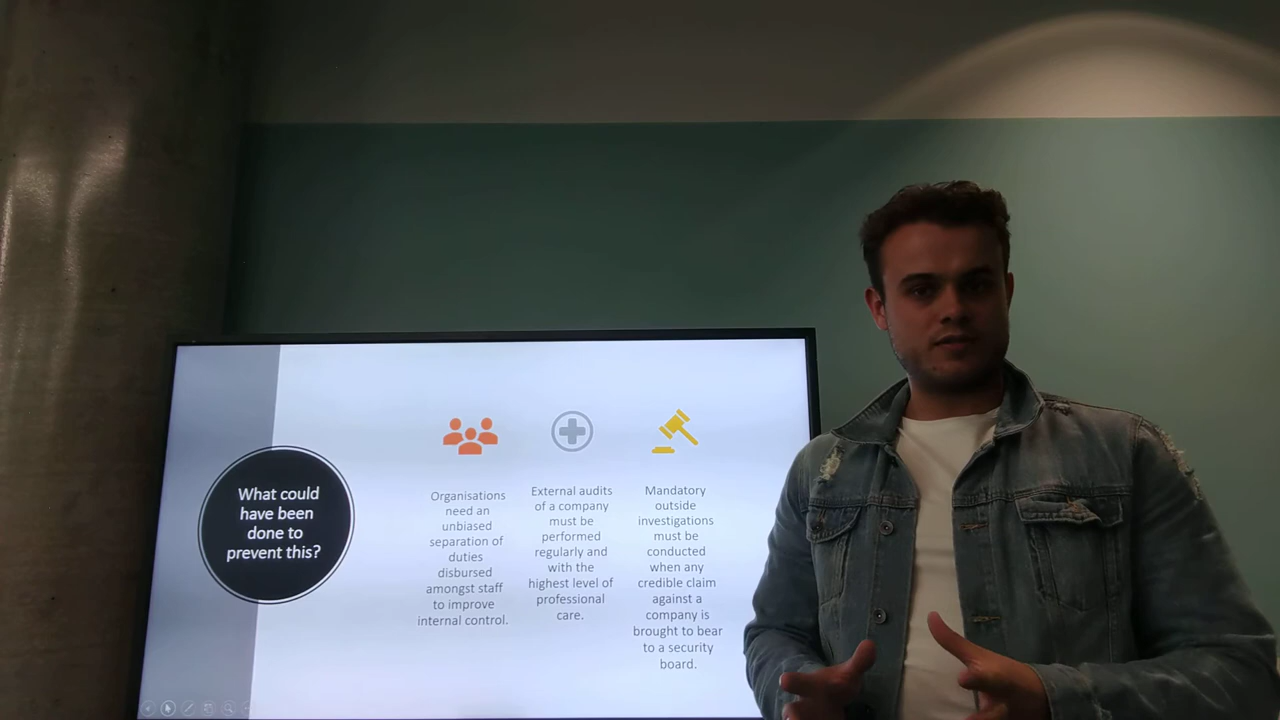 What could
have been
done to
prevent this?
Organisations
need an
unbiased
separation of
duties
disbursed
amongst staff
to improve
internal control.
External audits
of a company
must be
performed
regularly and
with the
highest level of
professional
care.
Mandatory
outside
investigations
must be
conducted
when any
credible claim
against a
company is
brought to bear
to a security
board.